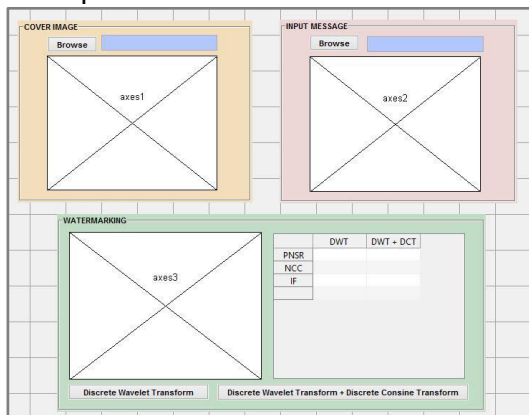 COVER IMAGE
Browse
axes1
INPUT MESSAGE
Browse
axes2
WATERMARKING
axes3
DWT DWT + DCT
PNSR
NCC
IF
Discrete Wavelet Transform
Discrete Wavelet Transform + Discrete Consine Transform